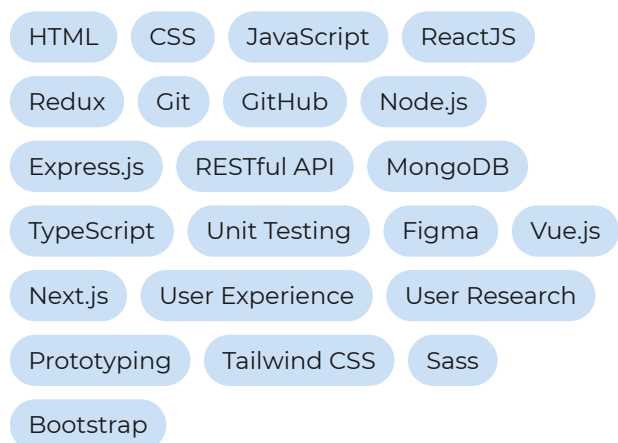 HTML CSS JavaScript ReactJS
Redux Git GitHub Node.js
Express.js RESTful API MongoDB
TypeScript Unit Testing Figma Vue.js
Next.js User Experience User Research
Prototyping Tailwind CSS Sass
Bootstrap